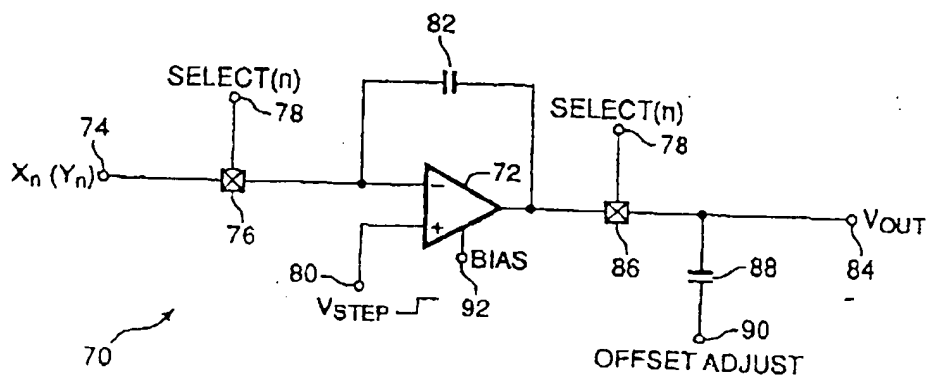 82
SELECT(n)
78
SELECT(n)
78
74
Xn (Yn)
72
76
80
BIAS
86
88
VOUT
84
VSTEP
92
90
70
OFFSET ADJUST